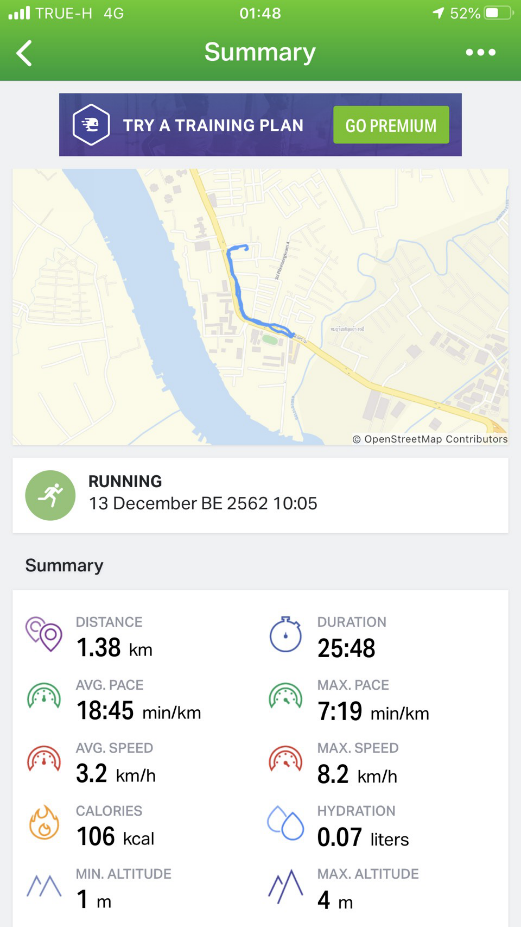 TRUE-H 4G 01:48 52%
Summary
TRY A TRAINING PLAN GO PREMIUM
© OpenStreetMap Contributors
RUNNING
13 December BE 2562 10:05
Summary
DISTANCE DURATION
1.38 km 25:48
AVG. PACE MAX. PACE
18:45 min/km 7:19 min/km
AVG. SPEED MAX. SPEED
3.2 km/h 8.2 km/h
CALORIES HYDRATION
106 kcal 0.07 liters
MIN. ALTITUDE MAX. ALTITUDE
1 m 4 m